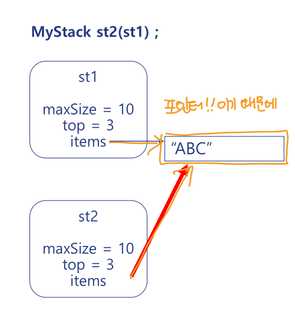 MyStack st2(st1) ;
st1
포인터!!이기 때문에
maxSize = 10
top = 3
items
"ABC"
st2
maxSize = 10
top = 3
items